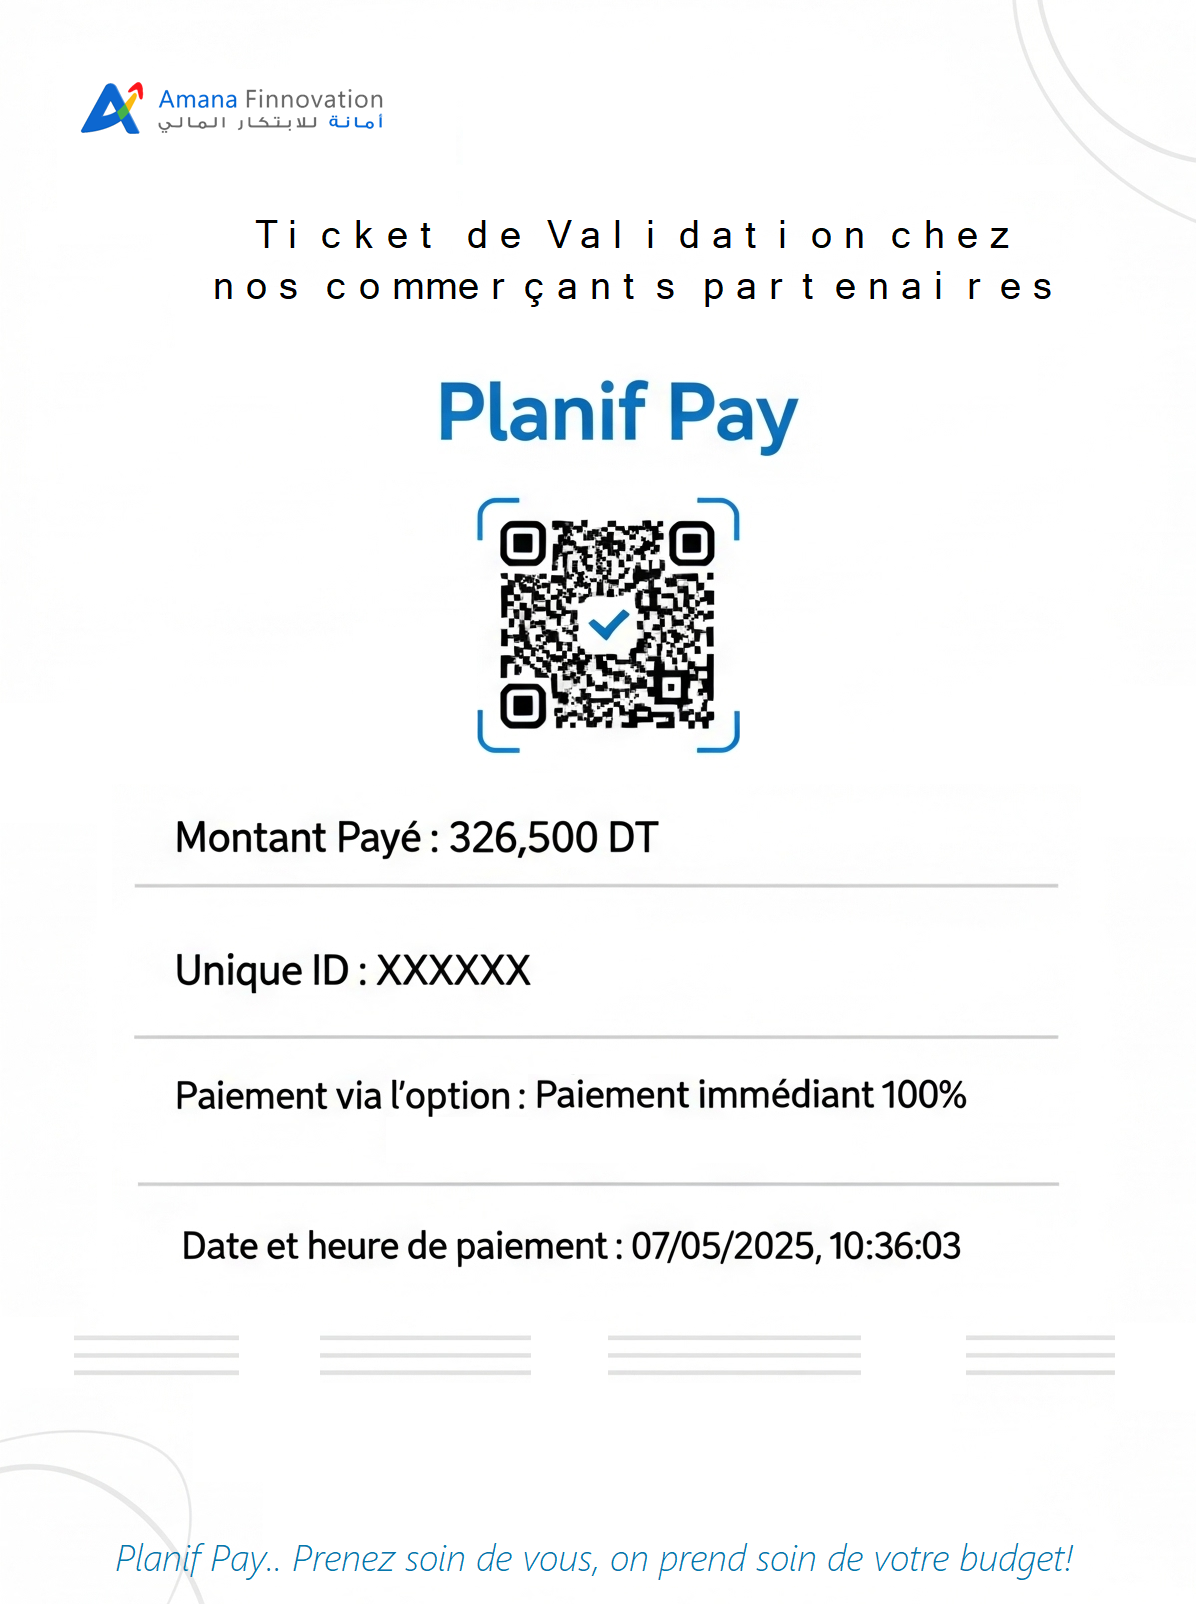 Amana Finnovation
أمانة للابتكار المالي
Ticket de Validation chez
nos commerçants partenaires
Planif Pay
Montant Payé : 326,500 DT
Unique ID : XXXXXX
Paiement via l'option : Paiement immédiant 100%
Date et heure de paiement : 07/05/2025, 10:36:03
Planif Pay.. Prenez soin de vous, on prend soin de votre budget!